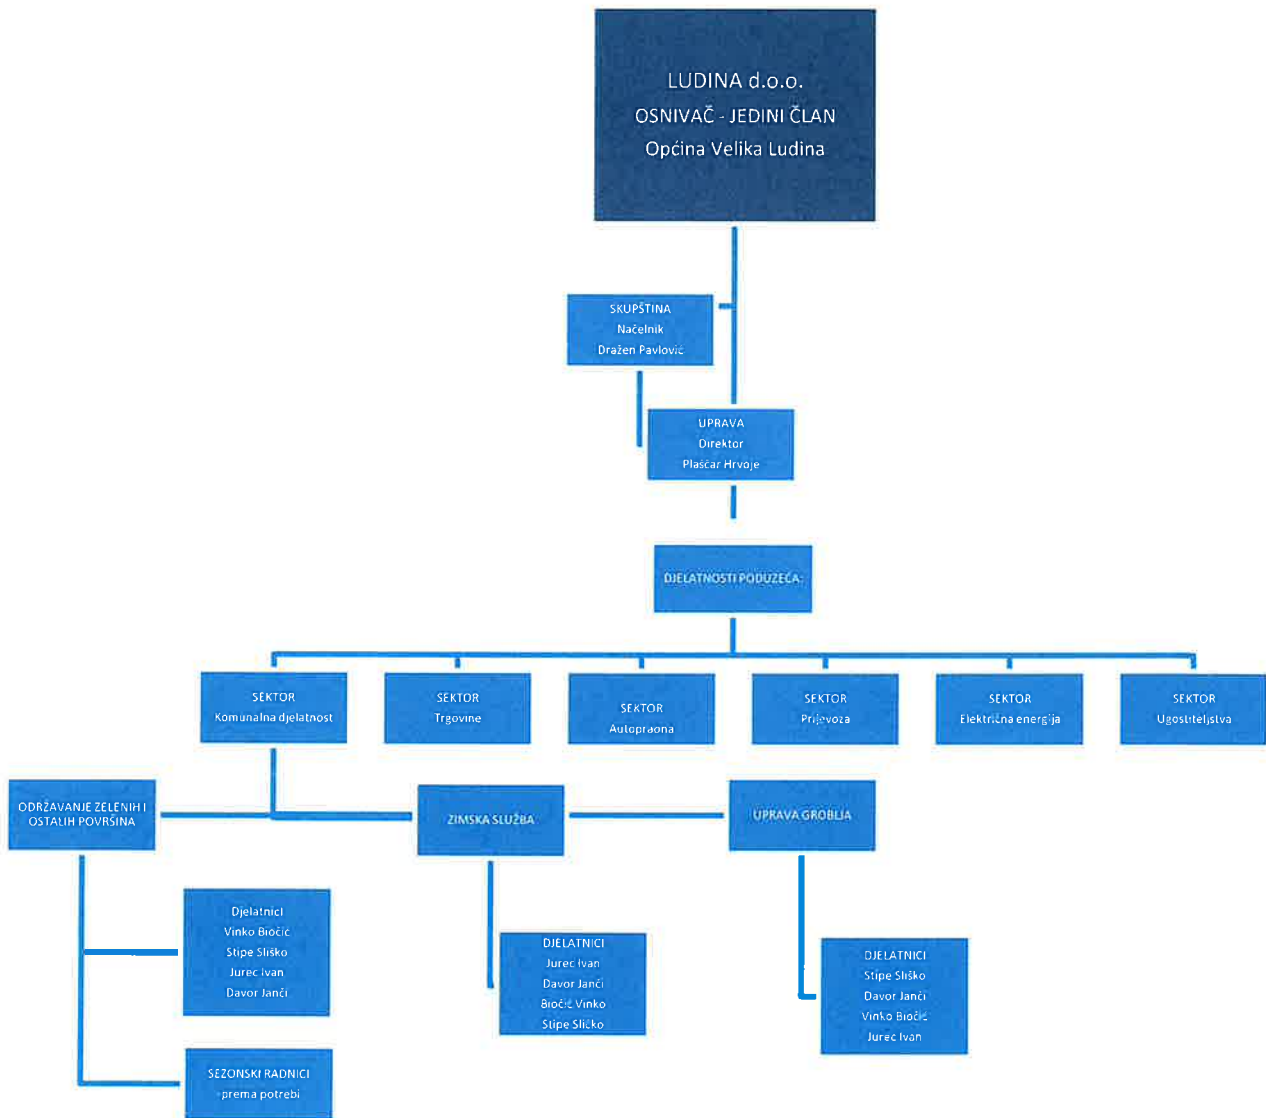 LUDINA d.o.o.
OSNIVAČ - JEDINI ČLAN
Općina Velika Ludina
SKUPŠTINA
Načelnik
Dražen Pavlović
UPRAVA
Direktor
Plaščar Hrvoje
DJELATNOSTI PODUZEĆA:
SEKTOR
Komunalna djelatnost
SEKTOR
Trgovine
SEKTOR
Autopraona
SEKTOR
Prijevoza
SEKTOR
Električna energija
SEKTOR
Ugostiteljstva
ODRŽAVANJE ZELENIH I
OSTALIH POVRŠINA
ZIMSKA SLUŽBA
UPRAVA GROBLJA
Djelatnici
Vinko Biočić
Stipe Sliško
Jurec Ivan
Davor Janči
DJELATNICI
Jurec Ivan
Davor Janči
Biočić Vinko
Stipe Slićko
DJELATNICI
Stipe Sliško
Davor Janči
Vinko Biočić
Jurec Ivan
SEZONSKI RADNICI
-prema potrebi